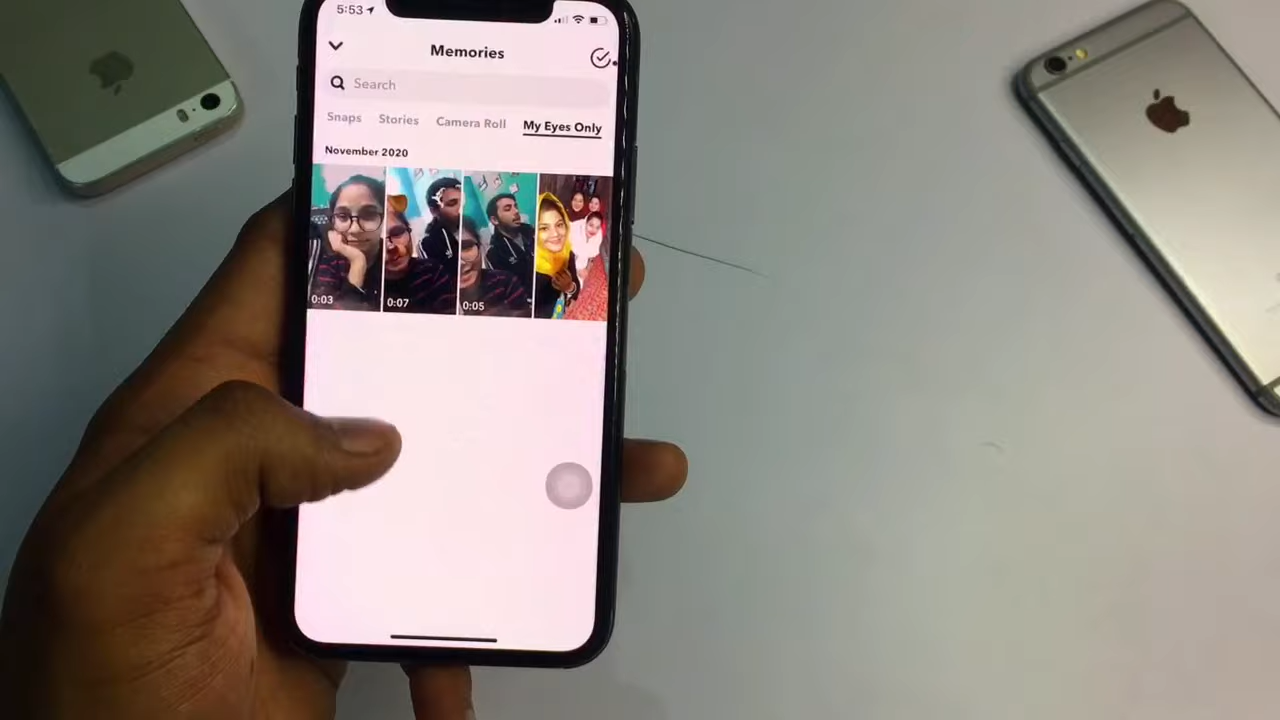 5:53
Memories
Search
Snaps Stories Camera Roll My Eyes Only
November 2020
0:03 0:07 0:05